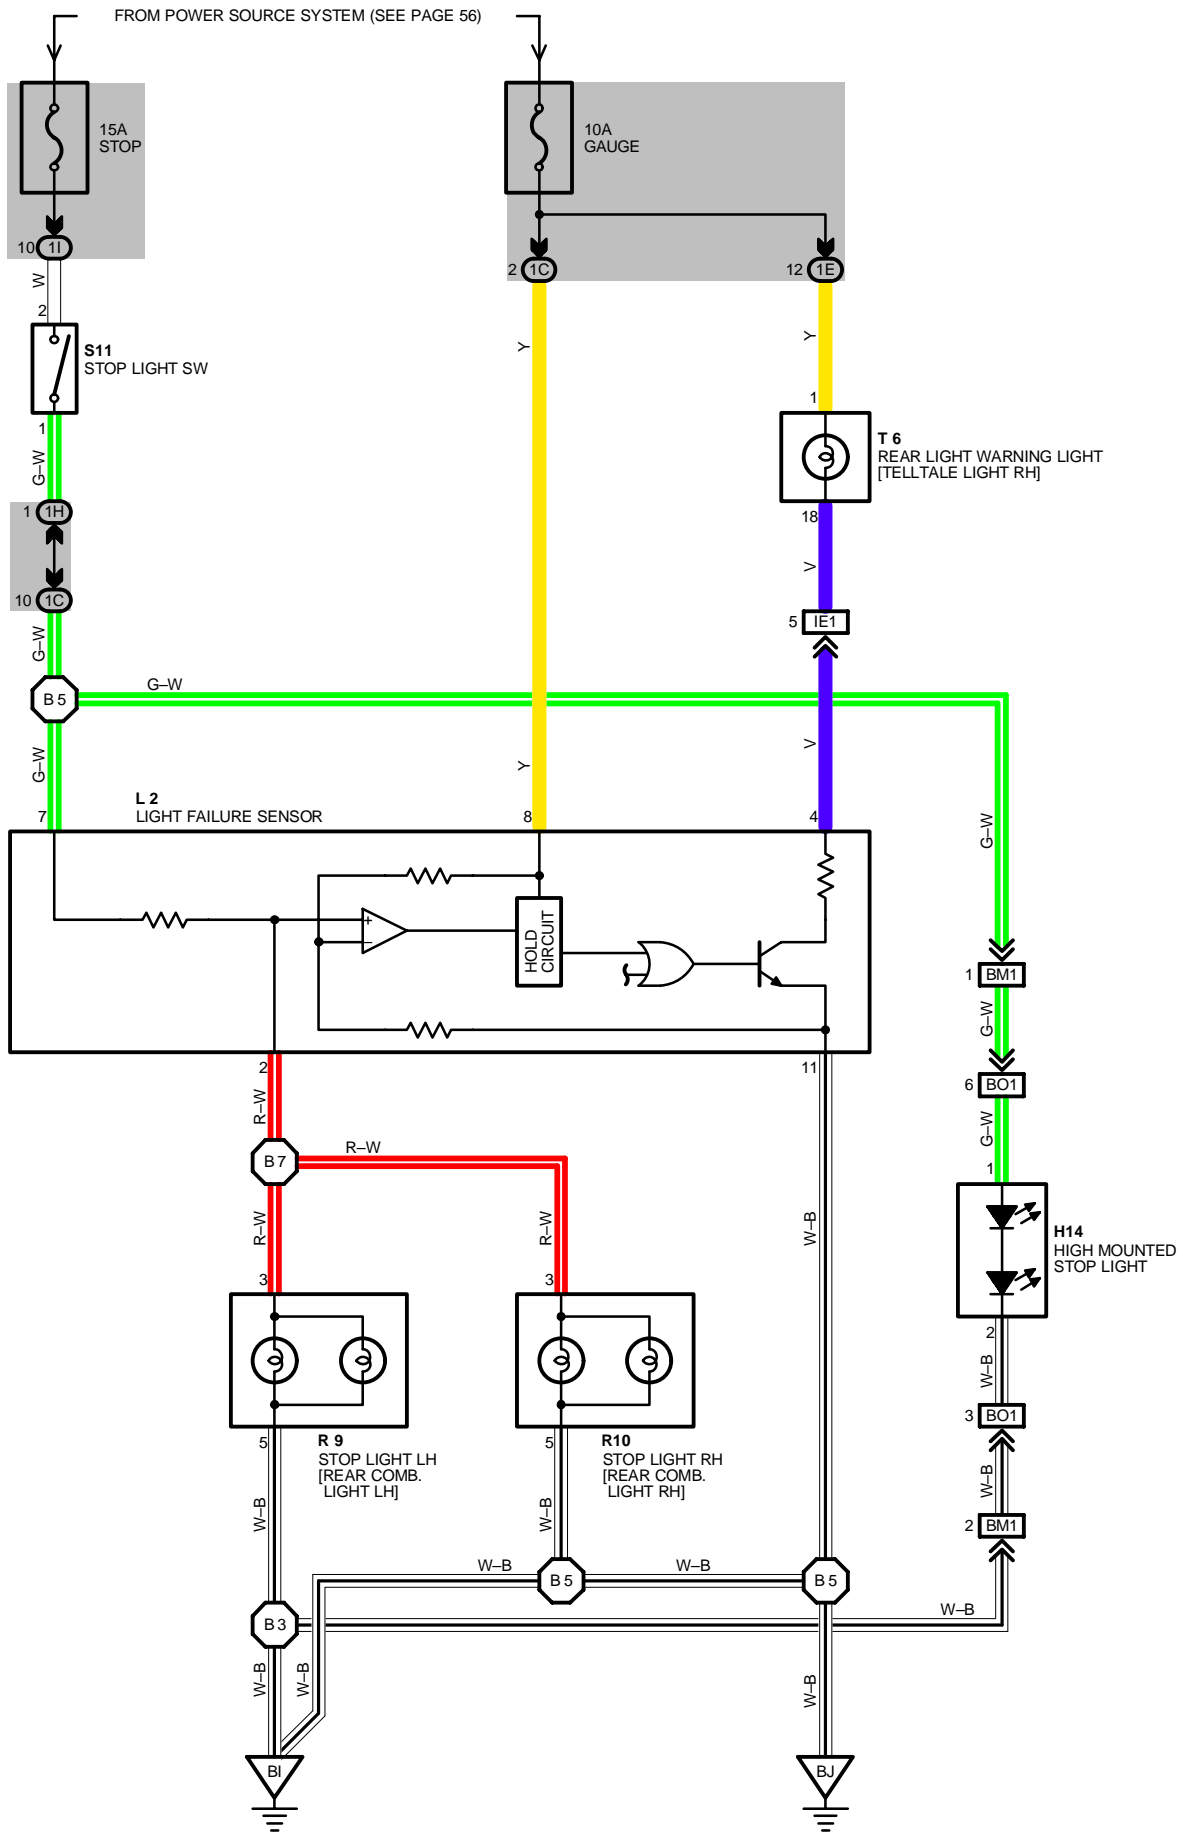 FROM POWER SOURCE SYSTEM (SEE PAGE 56)
15A
STOP
10A
GAUGE
10 1I
2 1C
12 1E
W
2
S11
STOP LIGHT SW
Y
Y
1
1
T 6
REAR LIGHT WARNING LIGHT
[TELLTALE LIGHT RH]
G–W
1 1H
18
V
10 1C
5 IE1
G–W
B 5
G–W
G–W
Y
V
L 2
LIGHT FAILURE SENSOR
7
8
4
G–W
+
–
HOLD
CIRCUIT
1 BM1
G–W
2
11
6 BO1
R–W
G–W
B 7
R–W
1
R–W
R–W
W–B
H14
HIGH MOUNTED
STOP LIGHT
3
3
2
W–B
3 BO1
5
R 9
STOP LIGHT LH
[REAR COMB.
LIGHT LH]
5
R10
STOP LIGHT RH
[REAR COMB.
LIGHT RH]
W–B
W–B
W–B
2 BM1
W–B
W–B
B 5
B 5
B 3
W–B
W–B
W–B
W–B
BI
BJ